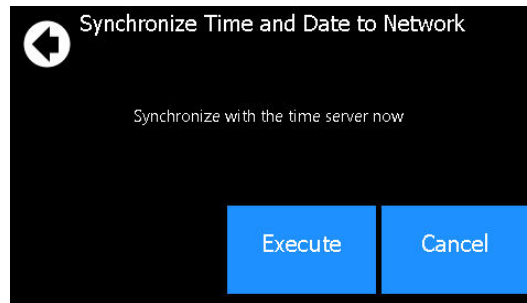 Synchronize Time and Date to Network
Synchronize with the time server now
Execute
Cancel